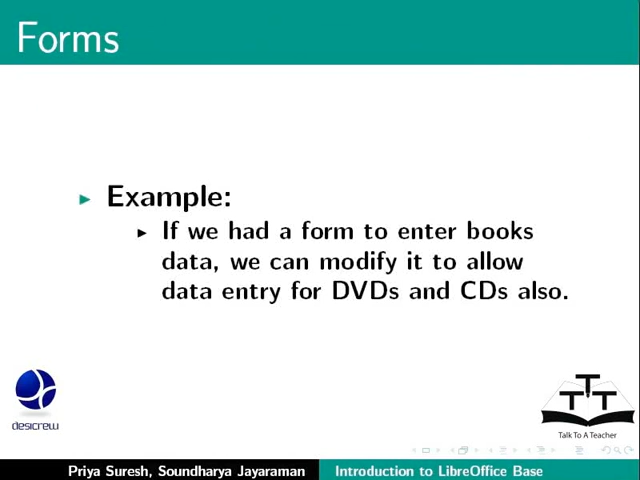 Forms
Example:
If we had a form to enter books
data, we can modify it to allow
data entry for DVDs and CDs also.
desicrew
TTT
Talk To A Teacher
Priya Suresh, Soundharya Jayaraman
Introduction to LibreOffice Base